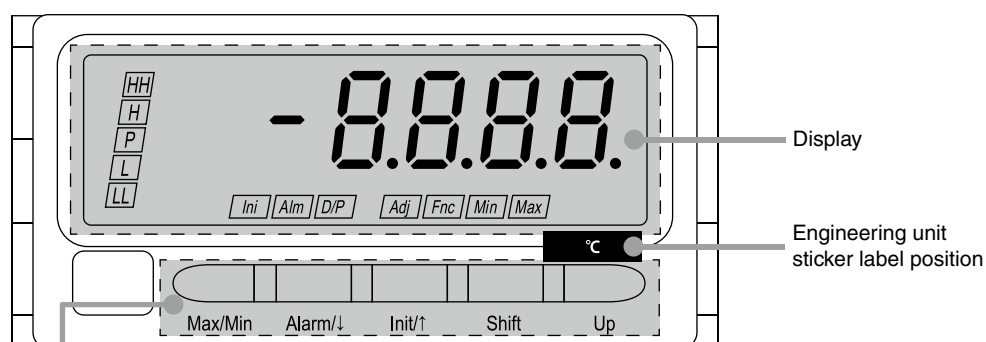 HH
H
P
L
LL
-8.8.8.8.
Ini Alm D/P Adj Fnc Min Max
°C
Max/Min Alarm/↓ Init/↑ Shift Up
Display
Engineering unit
sticker label position